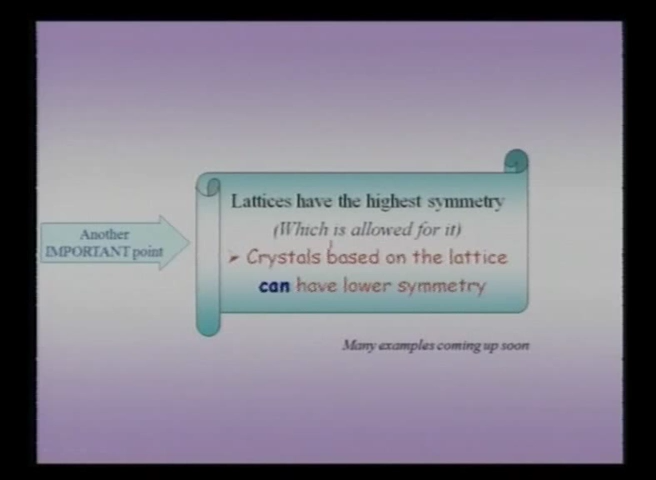 Another
IMPORTANT point
Lattices have the highest symmetry
(Which is allowed for it)
➤ Crystals based on the lattice
can have lower symmetry
Many examples coming up soon